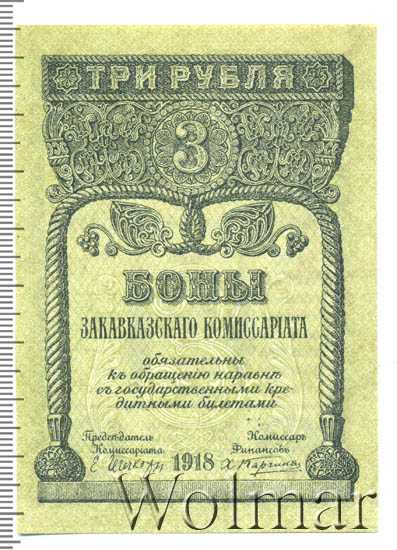 ТРИ РУБЛЯ
3
БОНЫ
ЗАКАВКАЗСКАГО КОМИССАРІАТА
обязательны
къ обращенію наравнѣ
съ государственными кре-
дитными билетами
Предсѣдатель Комиссаръ
Комиссаріата Финансовъ
1918
Wolmar